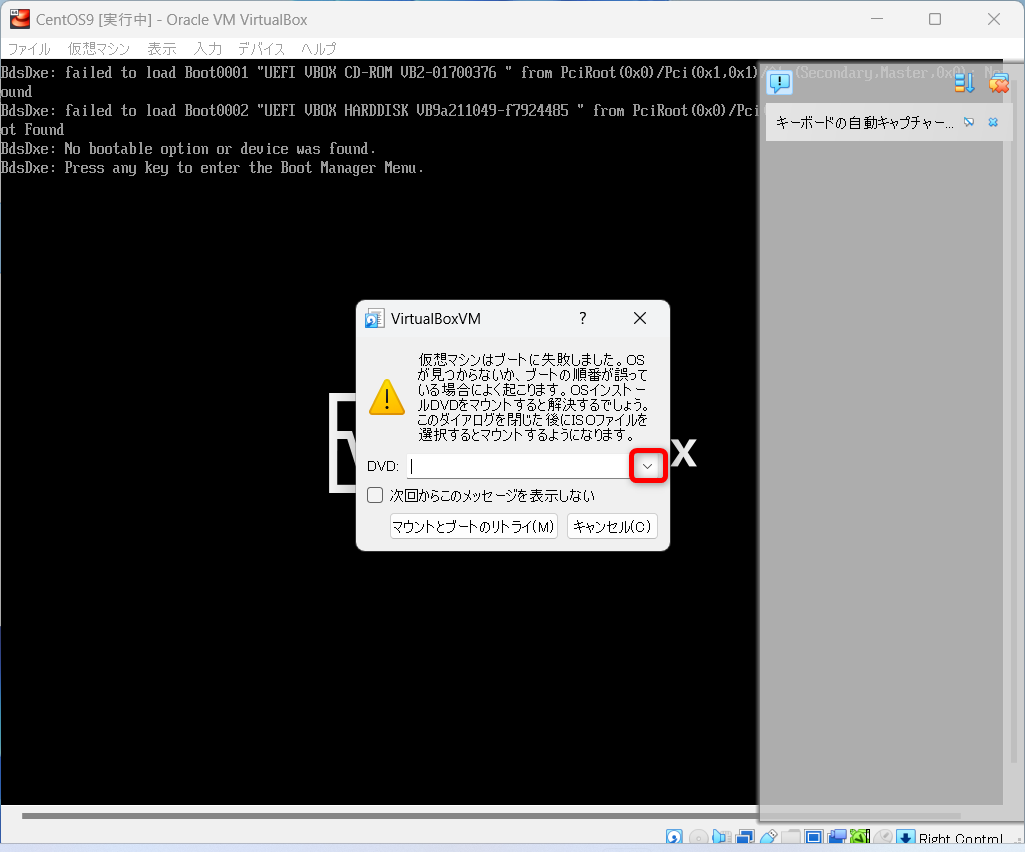 CentOS9 [実行中] - Oracle VM VirtualBox
ファイル 仮想マシン 表示 入力 デバイス ヘルプ
BdsDxe: failed to load Boot0001 "UEFI VBOX CD-ROM VB2-01700376 " from PciRoot(0x0)/Pci(0x1,0x1)
ound
BdsDxe: failed to load Boot0002 "UEFI VBOX HARDDISK VB9a211049-f7924485 " from PciRoot(0x0)/Pci
ot Found
BdsDxe: No bootable option or device was found.
BdsDxe: Press any key to enter the Boot Manager Menu.
キーボードの自動キャプチャー...
VirtualBoxVM
仮想マシンはブートに失敗しました。OS
が見つからないか、ブートの順番が誤って
いる場合によく起こります。OSインストー
ルDVDをマウントすると解決するでしょう。
このダイアログを閉じた後にISOファイルを
選択するとマウントするようになります。
DVD:
次回からこのメッセージを表示しない
マウントとブートのリトライ(M) キャンセル(C)
Right Control